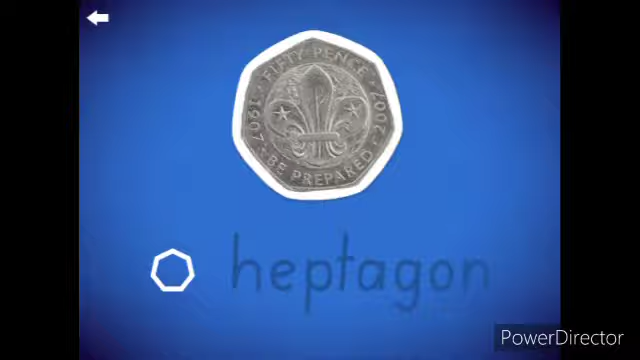 FIFTY PENCE
1907
2007
BE PREPARED
heptagon
PowerDirector